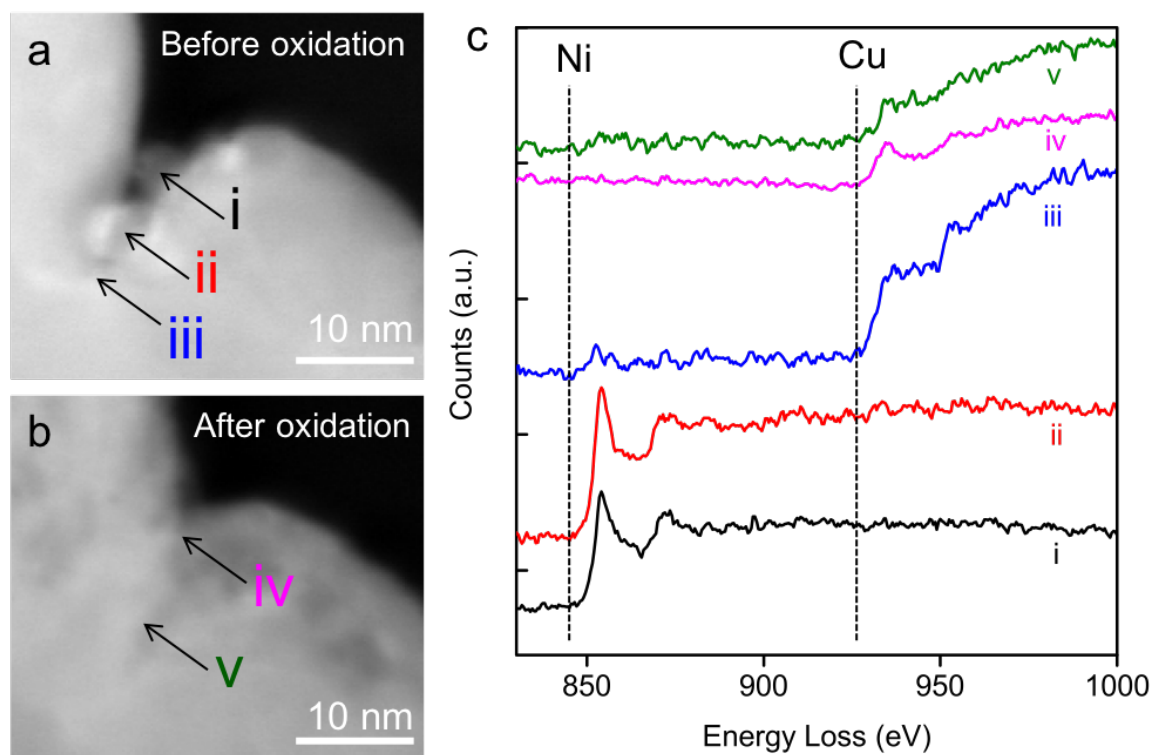 a
Before oxidation
i
ii
iii
10 nm
b
After oxidation
iv
v
10 nm
c
Ni
Cu
v
iv
iii
ii
i
Counts (a.u.)
850
900
950
1000
Energy Loss (eV)